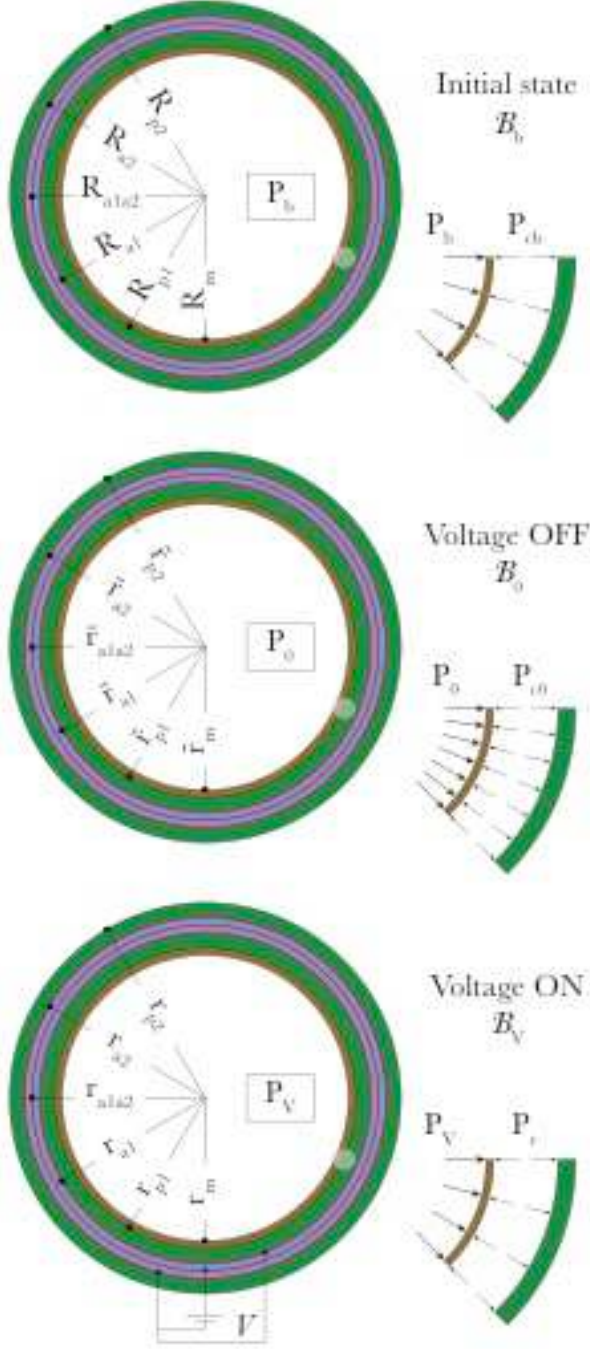 Initial state
B_b
R_p2
R_a2
R_a1a2
R_a1
R_p1
R_m
P_b
P_b P_cb
Voltage OFF
B_0
r̄_p2
r̄_a2
r̄_a1a2
r̄_a1
r̄_p1
r̄_m
P_0
P_0 P_c0
Voltage ON
B_V
r_p2
r_a2
r_a1a2
r_a1
r_p1
r_m
P_V
P_V P_c
V